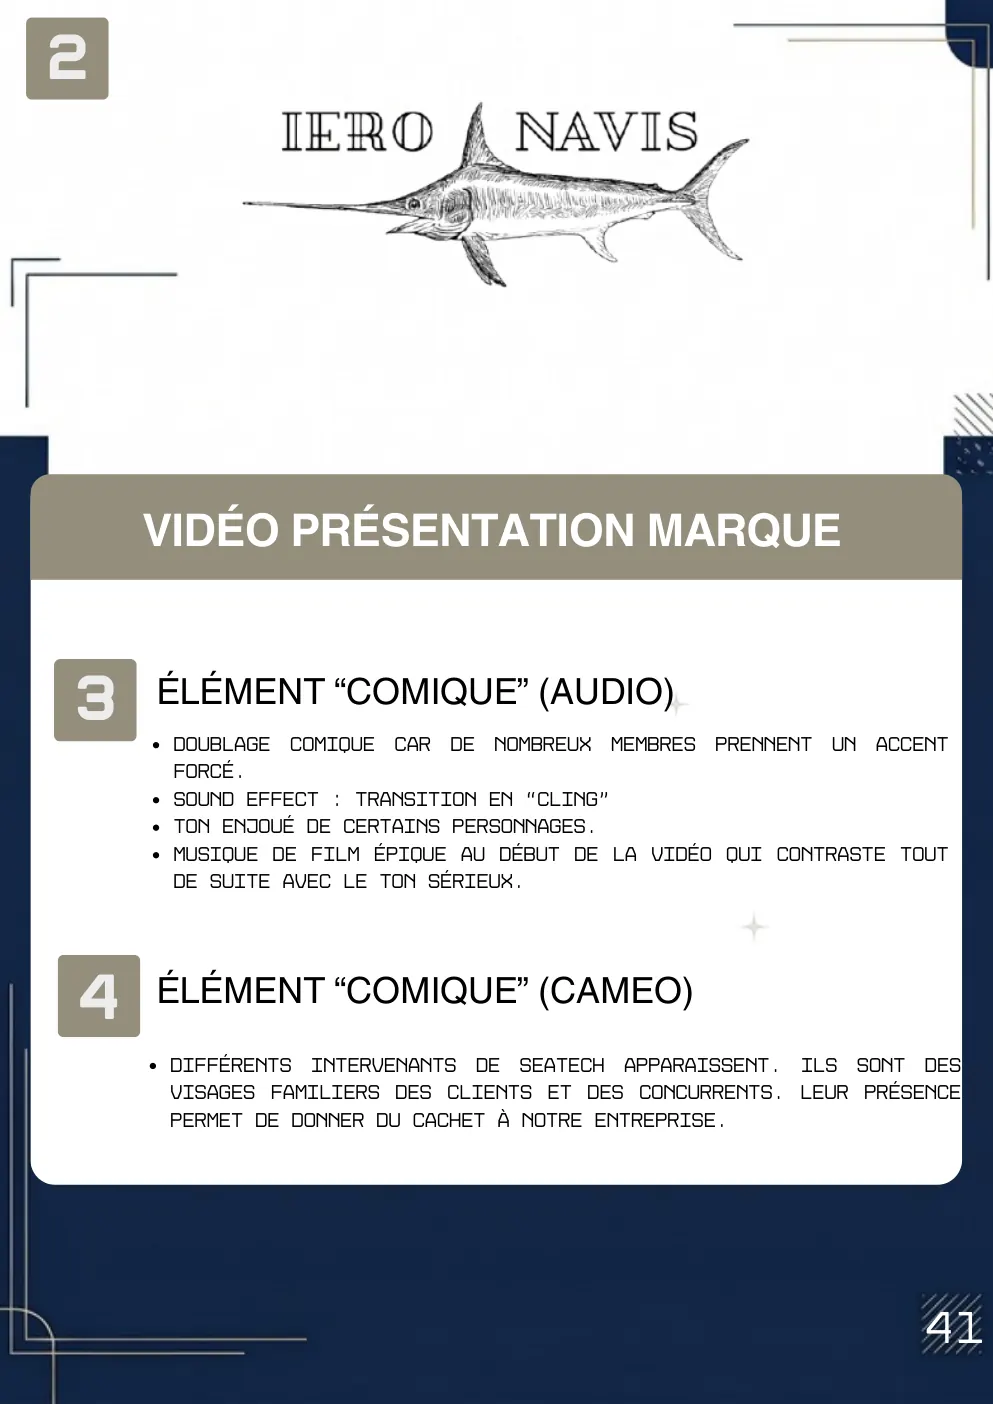 2
IERO NAVIS
VIDÉO PRÉSENTATION MARQUE
3
ÉLÉMENT “COMIQUE” (AUDIO)
• DOUBLAGE COMIQUE CAR DE NOMBREUX MEMBRES PRENNENT UN ACCENT
FORCÉ.
• SOUND EFFECT : TRANSITION EN “CLING”
• TON ENJOUÉ DE CERTAINS PERSONNAGES.
• MUSIQUE DE FILM ÉPIQUE AU DÉBUT DE LA VIDÉO QUI CONTRASTE TOUT
DE SUITE AVEC LE TON SÉRIEUX.
4
ÉLÉMENT “COMIQUE” (CAMEO)
• DIFFÉRENTS INTERVENANTS DE SEATECH APPARAISSENT. ILS SONT DES
VISAGES FAMILIERS DES CLIENTS ET DES CONCURRENTS. LEUR PRÉSENCE
PERMET DE DONNER DU CACHET À NOTRE ENTREPRISE.
41